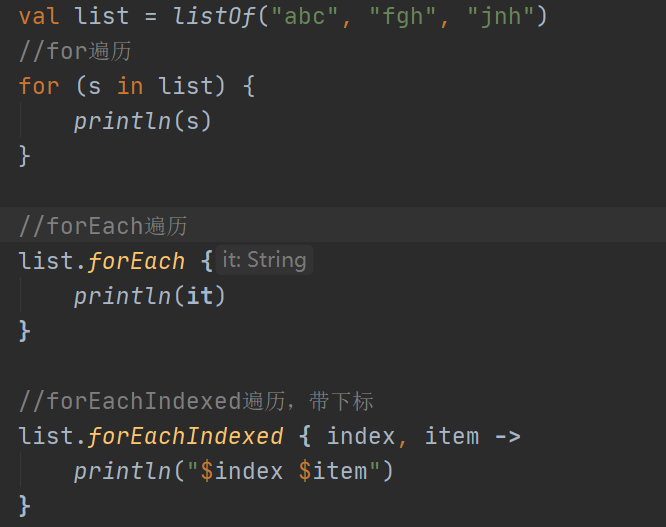 val list = listOf("abc", "fgh", "jnh")
//for遍历
for (s in list) {
    println(s)
}
//forEach遍历
list.forEach { it: String
    println(it)
}
//forEachIndexed遍历，带下标
list.forEachIndexed { index, item ->
    println("$index $item")
}